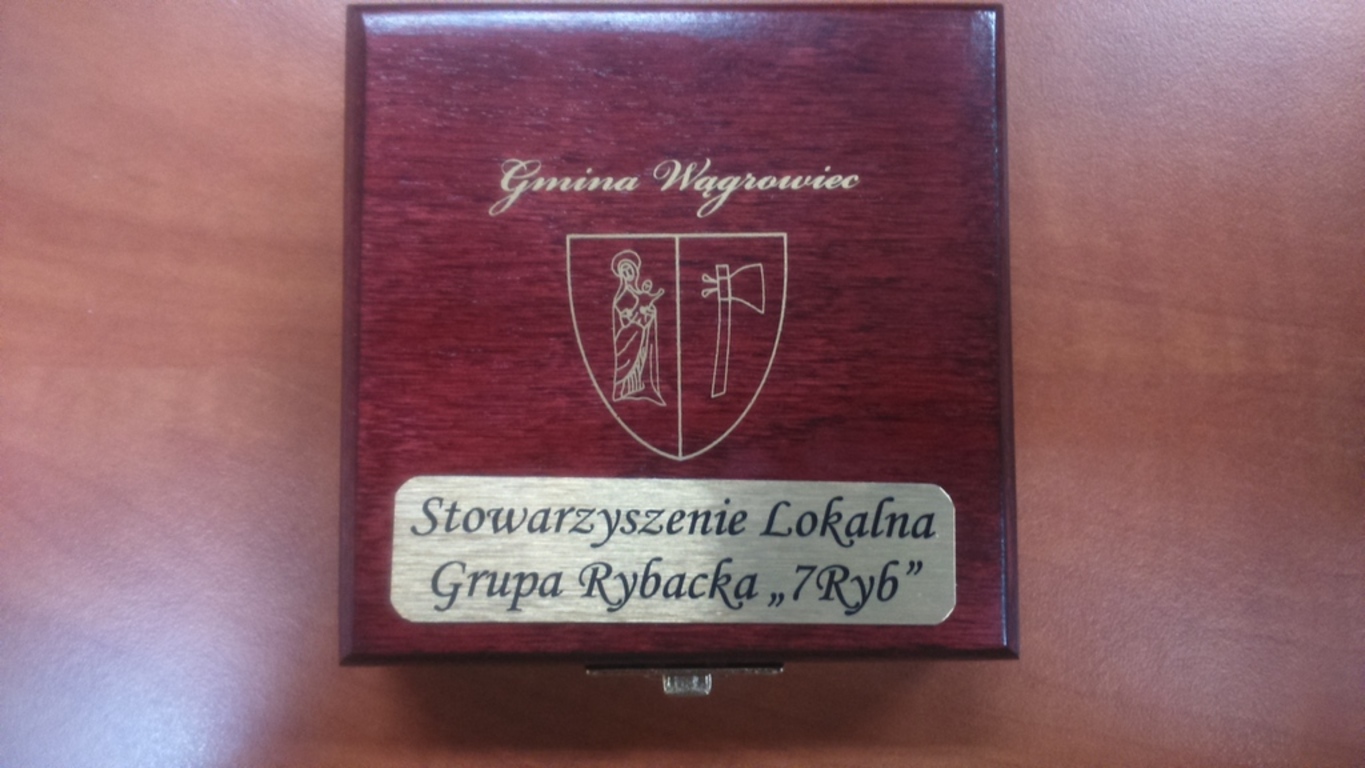 Gmina Wągrowiec
Stowarzyszenie Lokalna
Grupa Rybacka „7Ryb”